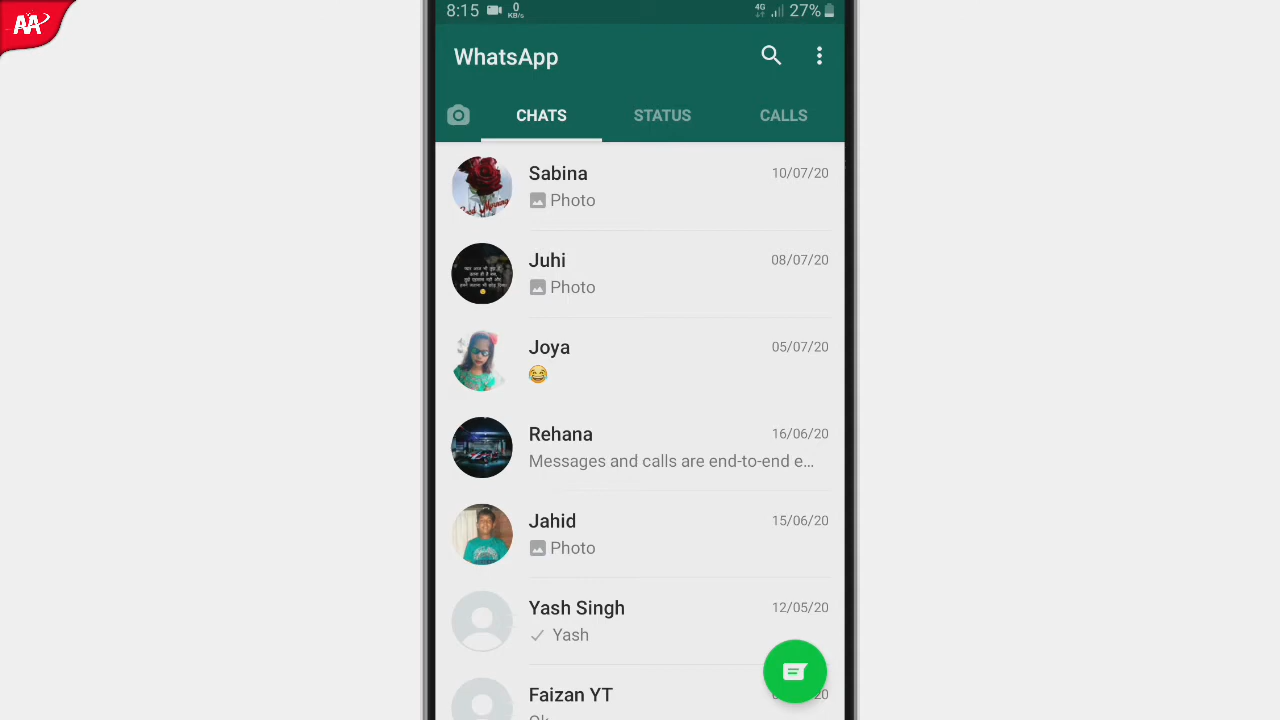 AA
8:15
0
KB/s
4G
27%
WhatsApp
CHATS
STATUS
CALLS
Sabina
10/07/20
Photo
Juhi
08/07/20
Photo
Joya
05/07/20
😂
Rehana
16/06/20
Messages and calls are end-to-end e...
Jahid
15/06/20
Photo
Yash Singh
12/05/20
Yash
Faizan YT